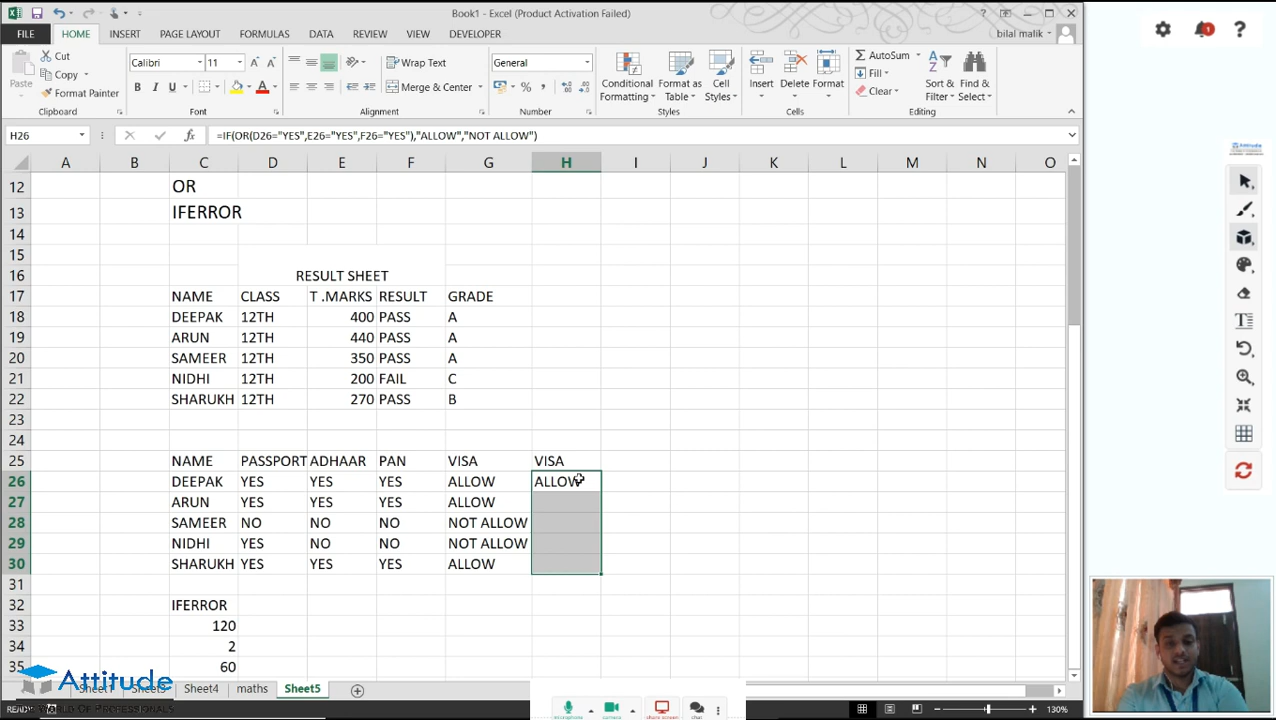 Book1 - Excel (Product Activation Failed)
FILE HOME INSERT PAGE LAYOUT FORMULAS DATA REVIEW VIEW DEVELOPER bilal malik
Paste Cut Copy Format Painter Clipboard
Calibri 11 B I U Font
Wrap Text Merge & Center Alignment
General % Number
Conditional Formatting Format as Table Cell Styles Styles
Insert Delete Format Cells
AutoSum Fill Clear Sort & Filter Find & Select Editing
H26 fx =IF(OR(D26="YES",E26="YES",F26="YES"),"ALLOW","NOT ALLOW")
A B C D E F G H I J K L M N O
12 OR
13 IFERROR
14
15
16 RESULT SHEET
17 NAME CLASS T .MARKS RESULT GRADE
18 DEEPAK 12TH 400 PASS A
19 ARUN 12TH 440 PASS A
20 SAMEER 12TH 350 PASS A
21 NIDHI 12TH 200 FAIL C
22 SHARUKH 12TH 270 PASS B
23
24
25 NAME PASSPORT ADHAAR PAN VISA VISA
26 DEEPAK YES YES YES ALLOW ALLOW
27 ARUN YES YES YES ALLOW
28 SAMEER NO NO NO NOT ALLOW
29 NIDHI YES NO NO NOT ALLOW
30 SHARUKH YES YES YES ALLOW
31
32 IFERROR
33 120
34 2
35 60
Attitude
Sheet4 maths Sheet5
microphone camera share screen chat
130%
1
Attitude